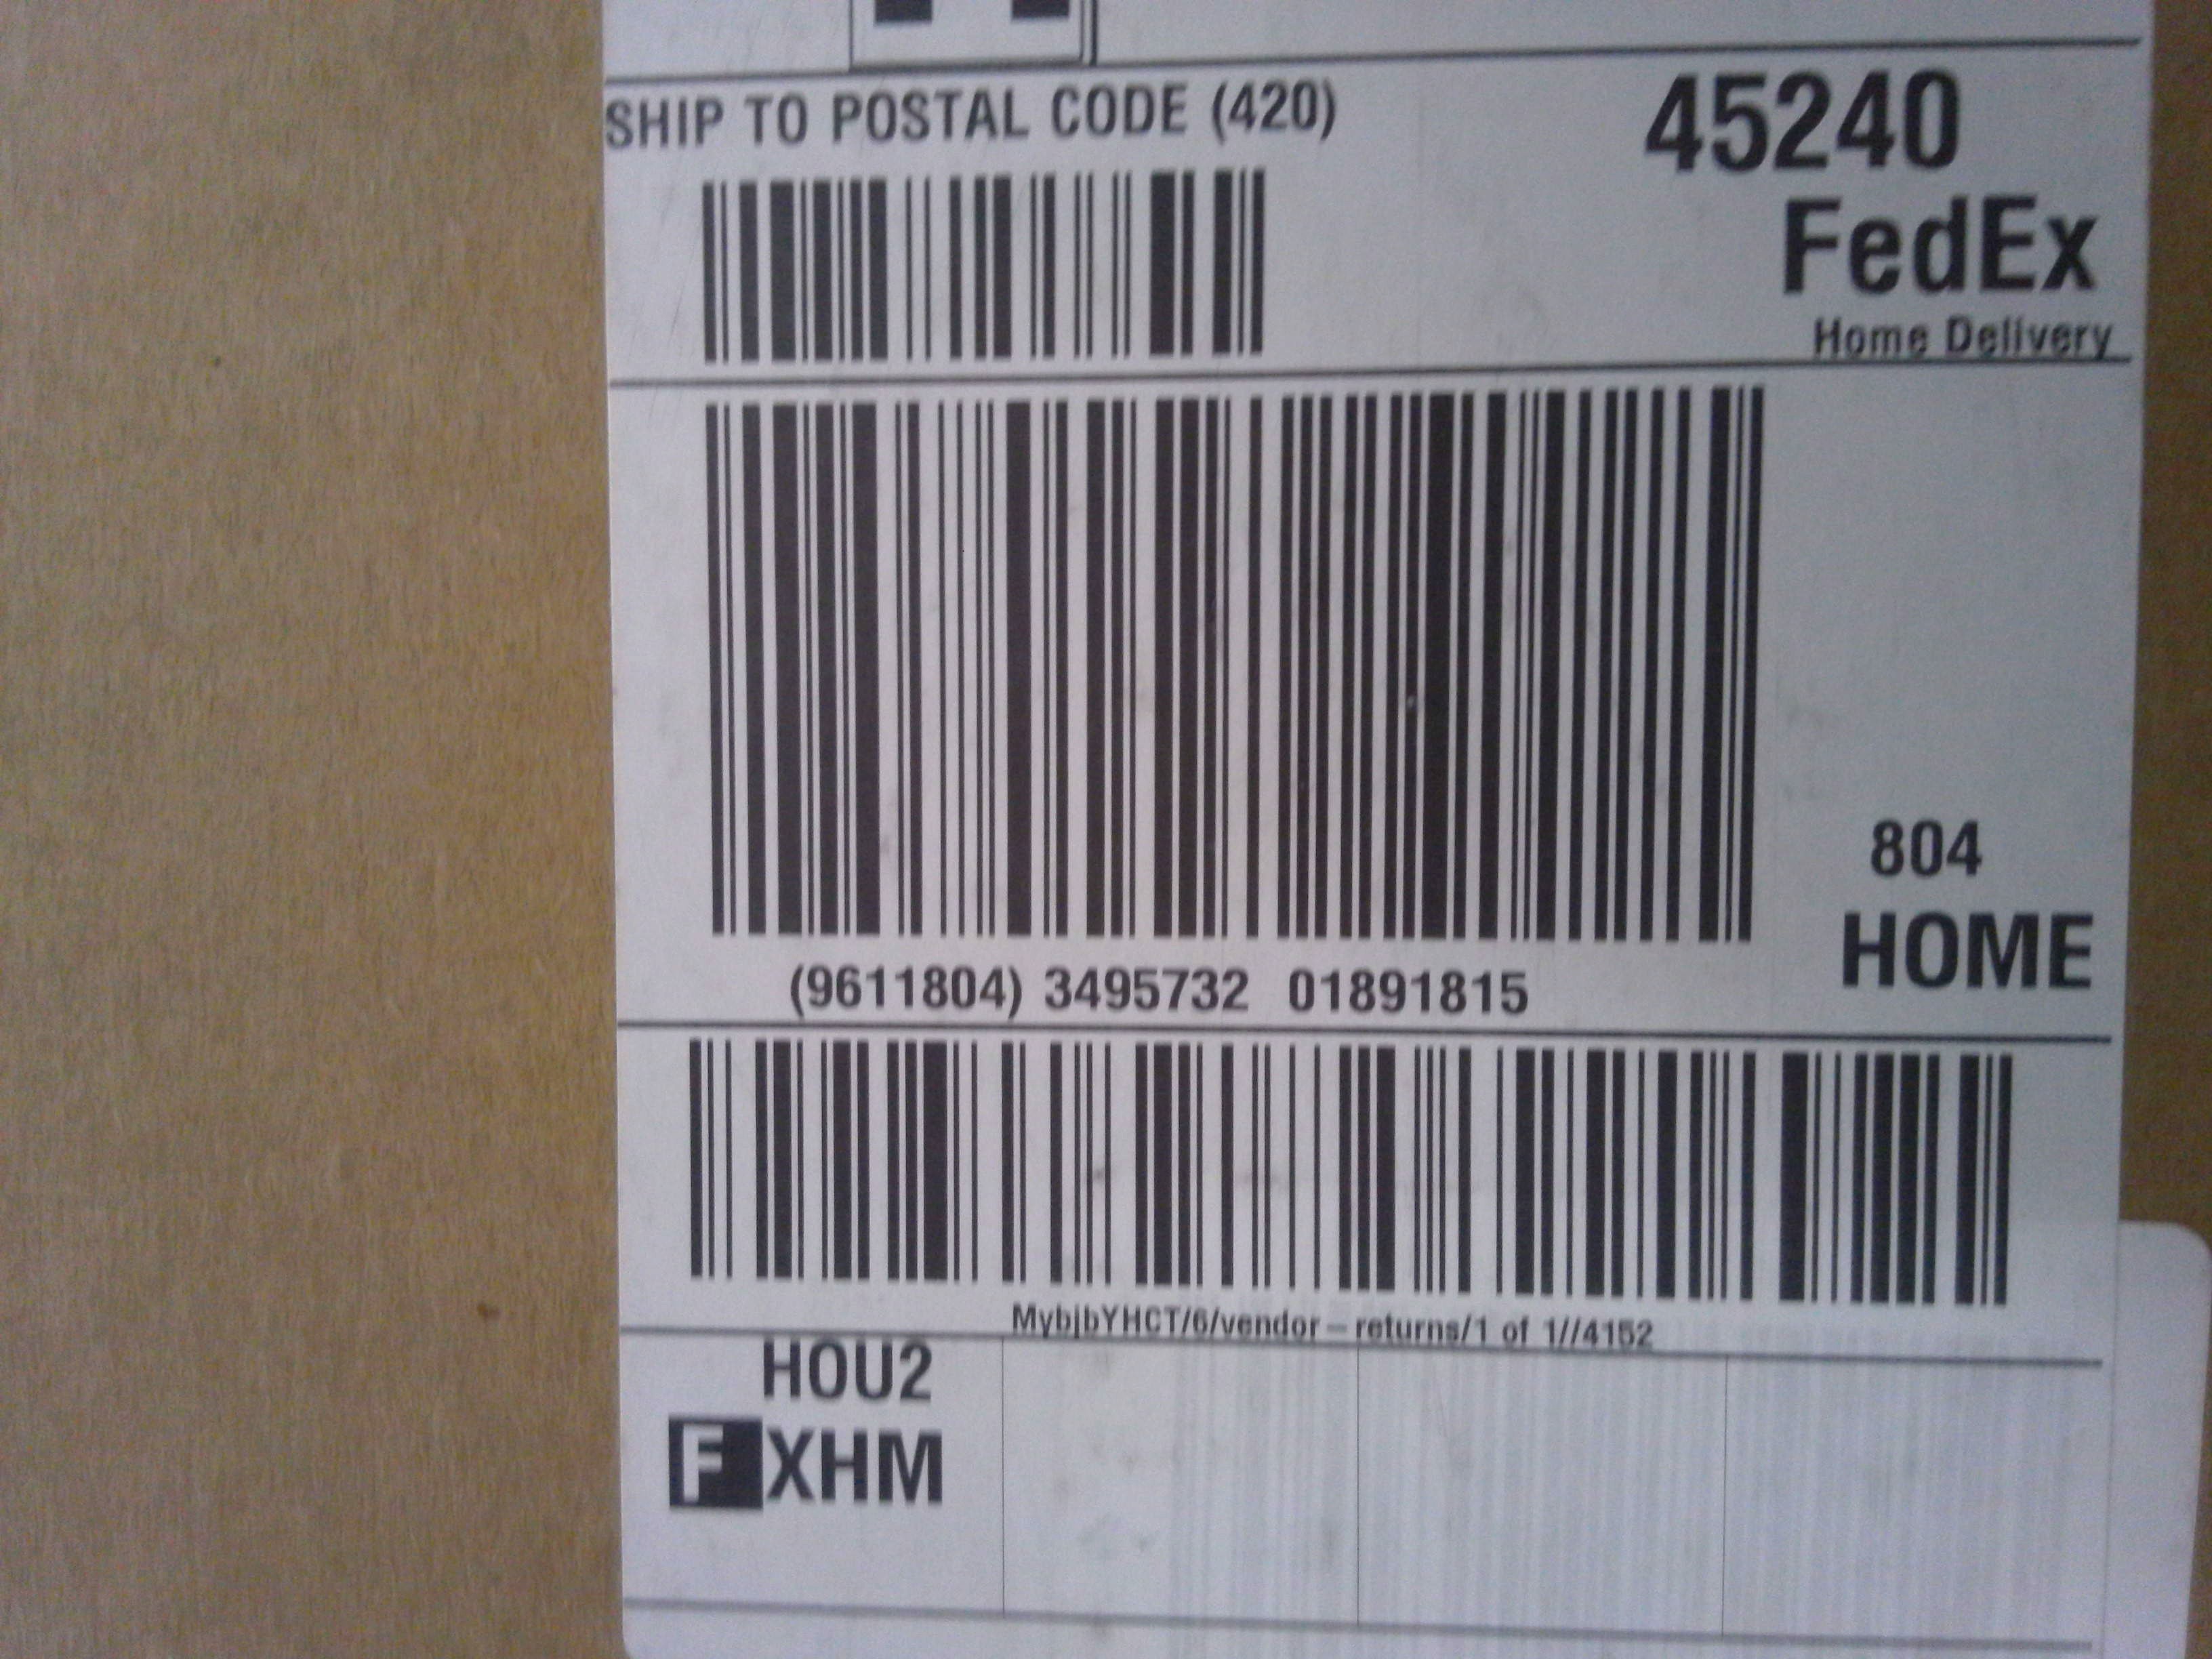 SHIP TO POSTAL CODE (420)
45240
FedEx
Home Delivery
804
HOME
(9611804) 3495732 01891815
MybjbYHCT/6/vendor-returns/1 of 1//4152
HOU2
FXHM